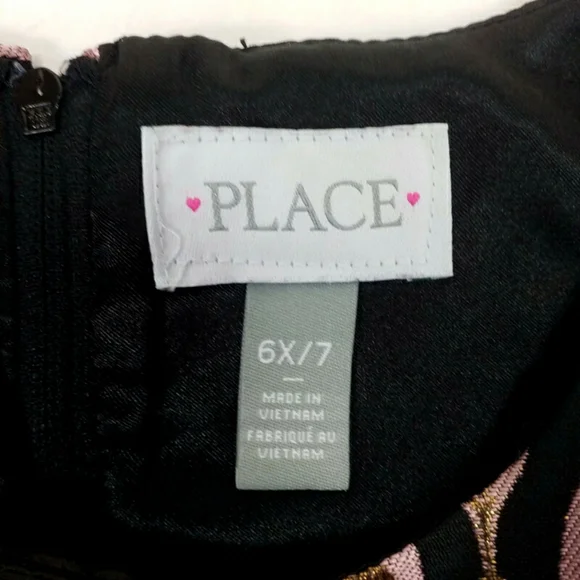 PLACE
6X/7
MADE IN
VIETNAM
FABRIQUÉ AU
VIETNAM